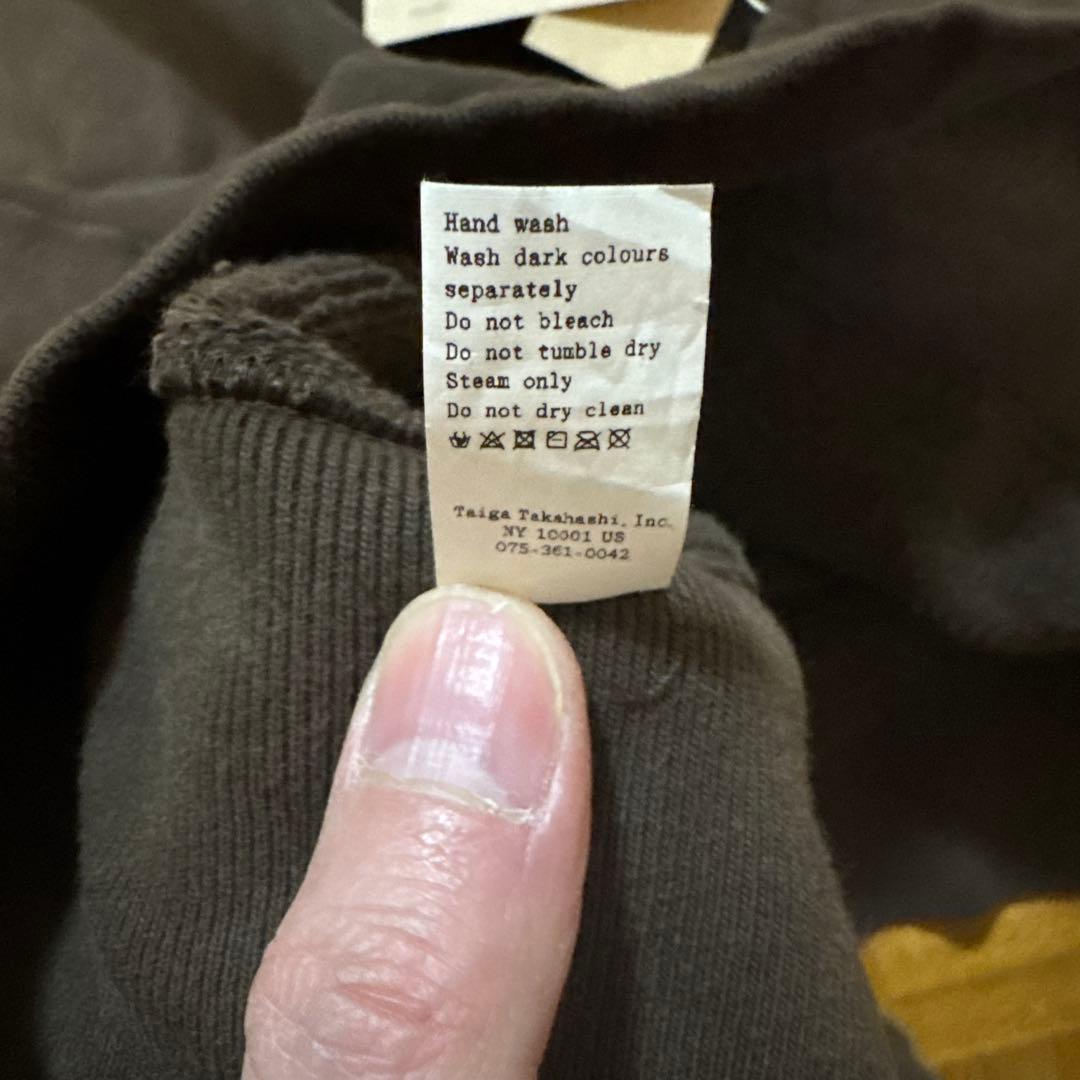 Hand wash
Wash dark colours
separately
Do not bleach
Do not tumble dry
Steam only
Do not dry clean
Taiga Takahashi, Inc.
NY 10001 US
075-361-0042